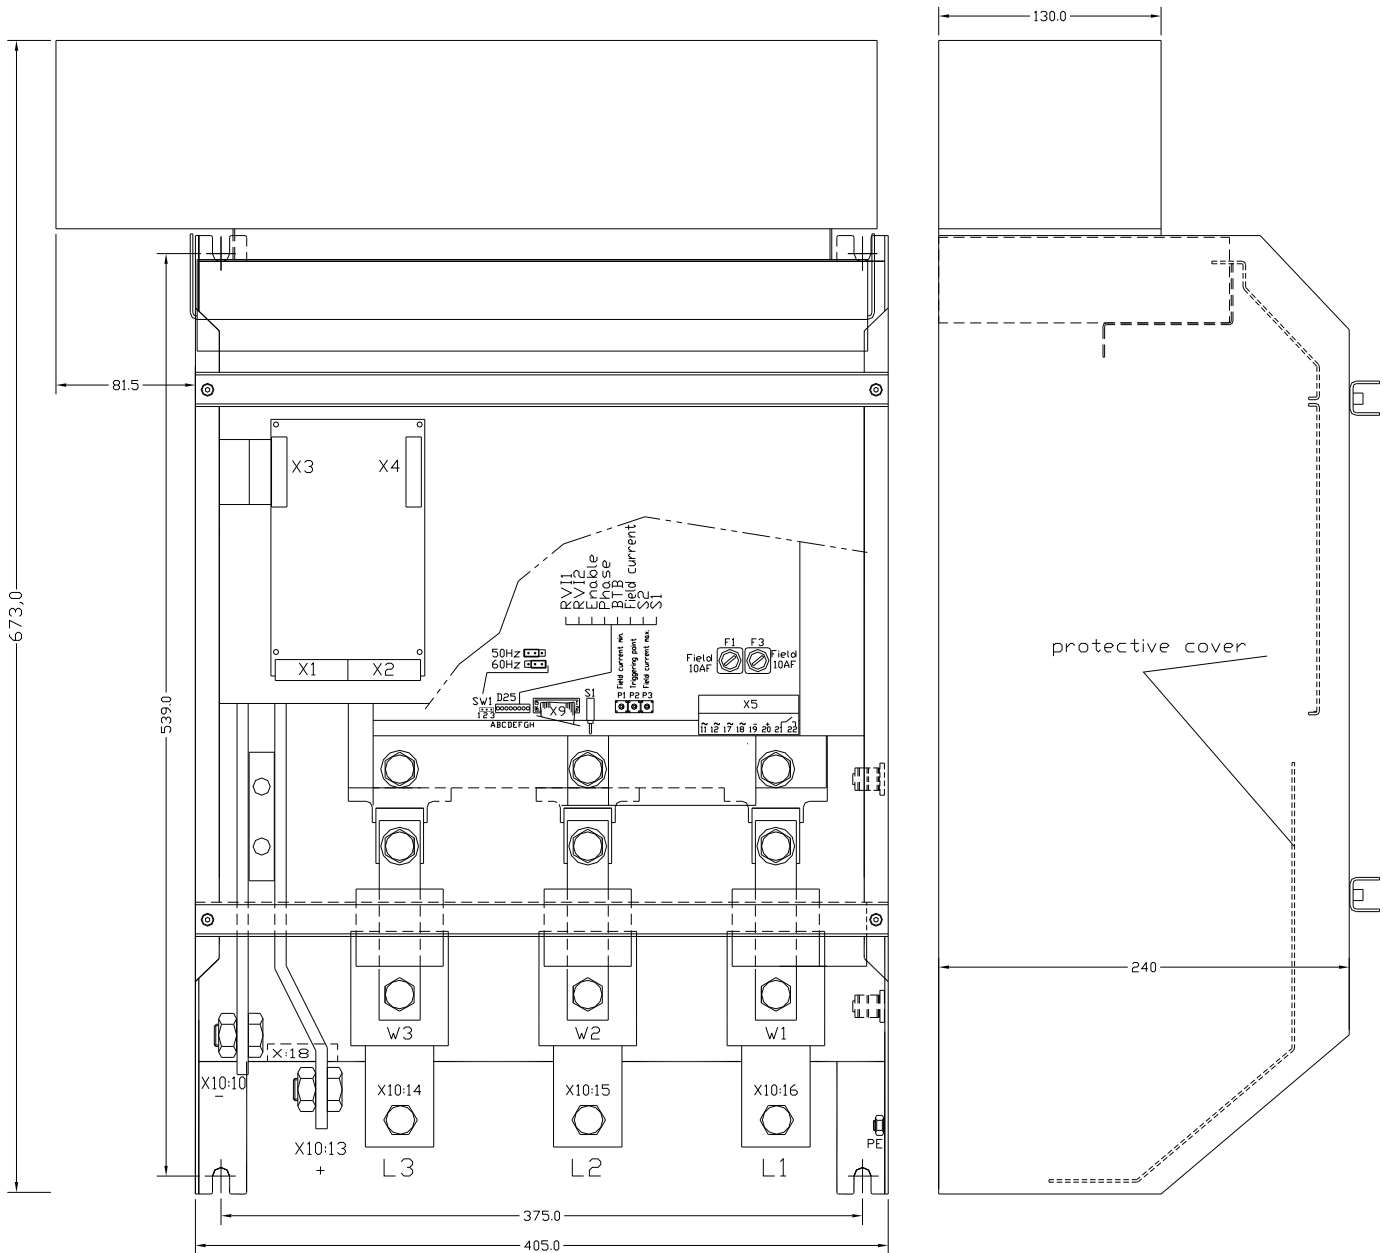 130.0
673,0
81.5
539.0
X3
X4
X1
X2
RVI1
RVI2
Enable
Phase
BTB
Field current
S2
S1
50Hz
60Hz
SW1
1 2 3
D25
ABCDEFGH
X9
S1
Field current min.
Triggering point
Field current max.
P1 P2 P3
F1 F3
Field
10AF
Field
10AF
X5
11 12 17 18 19 20 21 22
protective cover
240
W3
W2
W1
X:18
X10:10
-
X10:13
+
X10:14
X10:15
X10:16
PE
L3
L2
L1
375.0
405.0